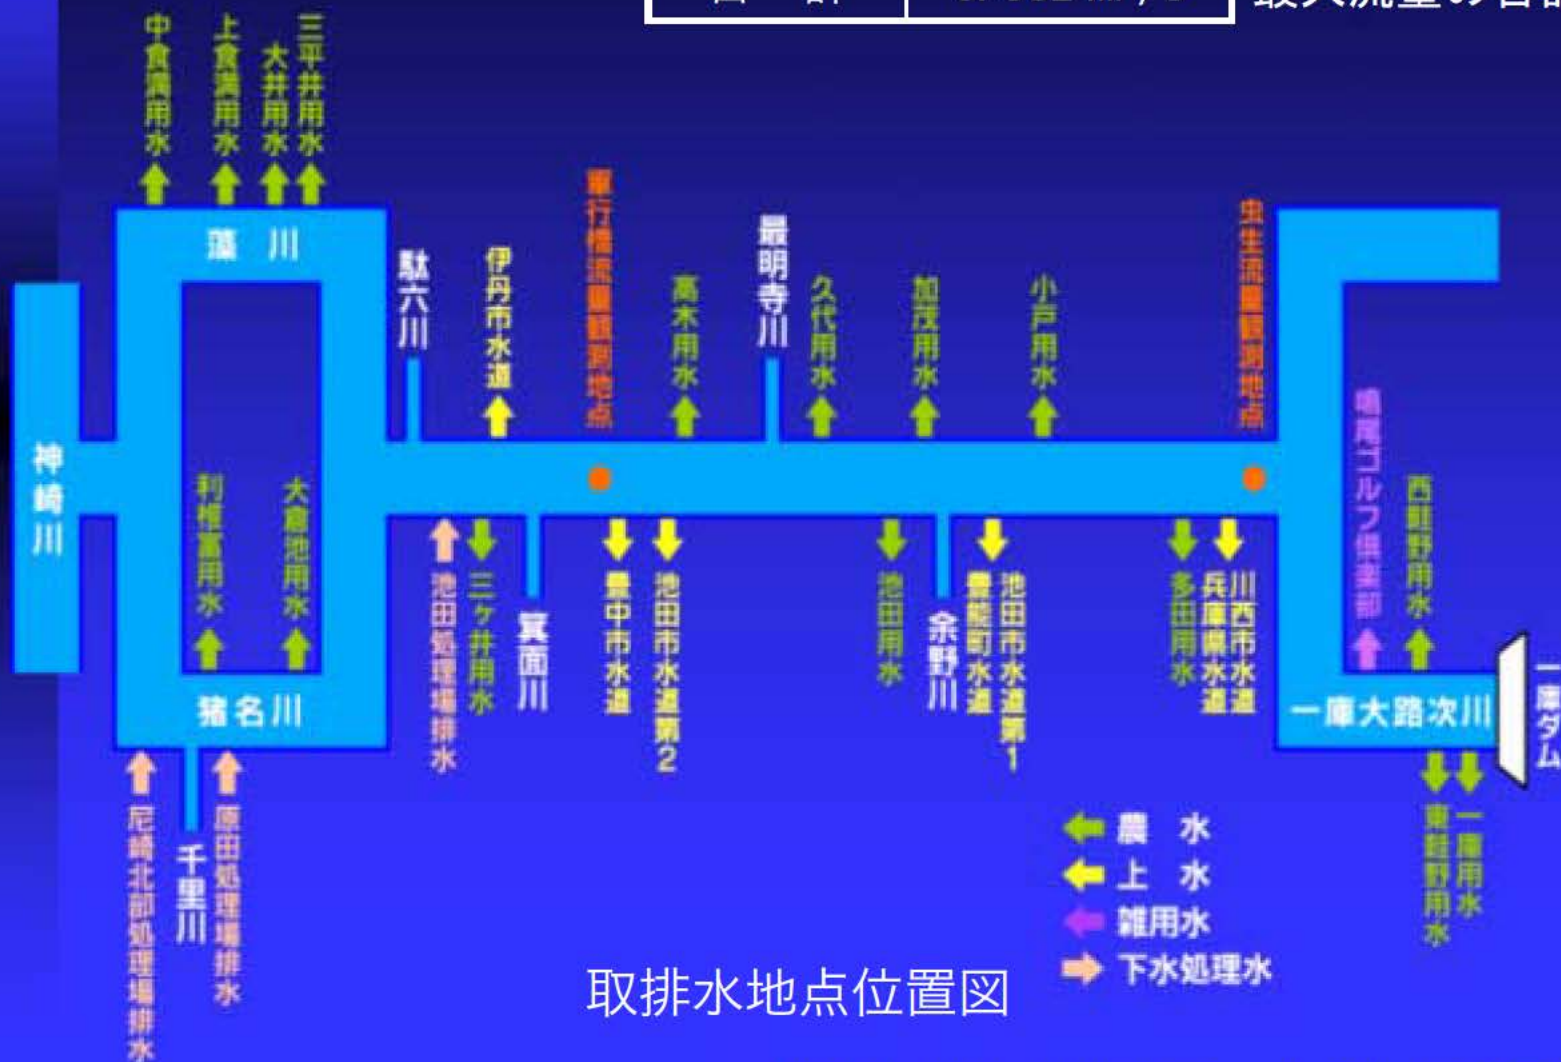 最大流量の合計
中食満用水
上食満用水
大井用水
三平井用水
藻川
駄六川
伊丹市水道
軍行橋流量観測地点
高木用水
最明寺川
久代用水
加茂用水
小戸用水
虫生流量観測地点
鳴尾ゴルフ倶楽部
西畦野用水
神崎川
利椎富用水
大倉池用水
猪名川
池田処理場排水
三ヶ井用水
箕面川
豊中市水道
池田市水道第2
池田用水
余野川
豊能町水道
池田市水道第1
多田用水
兵庫県水道
川西市水道
一庫大路次川
一庫ダム
尼崎北部処理場排水
千里川
原田処理場排水
東畦野用水
一庫用水
農水
上水
雑用水
下水処理水
取排水地点位置図